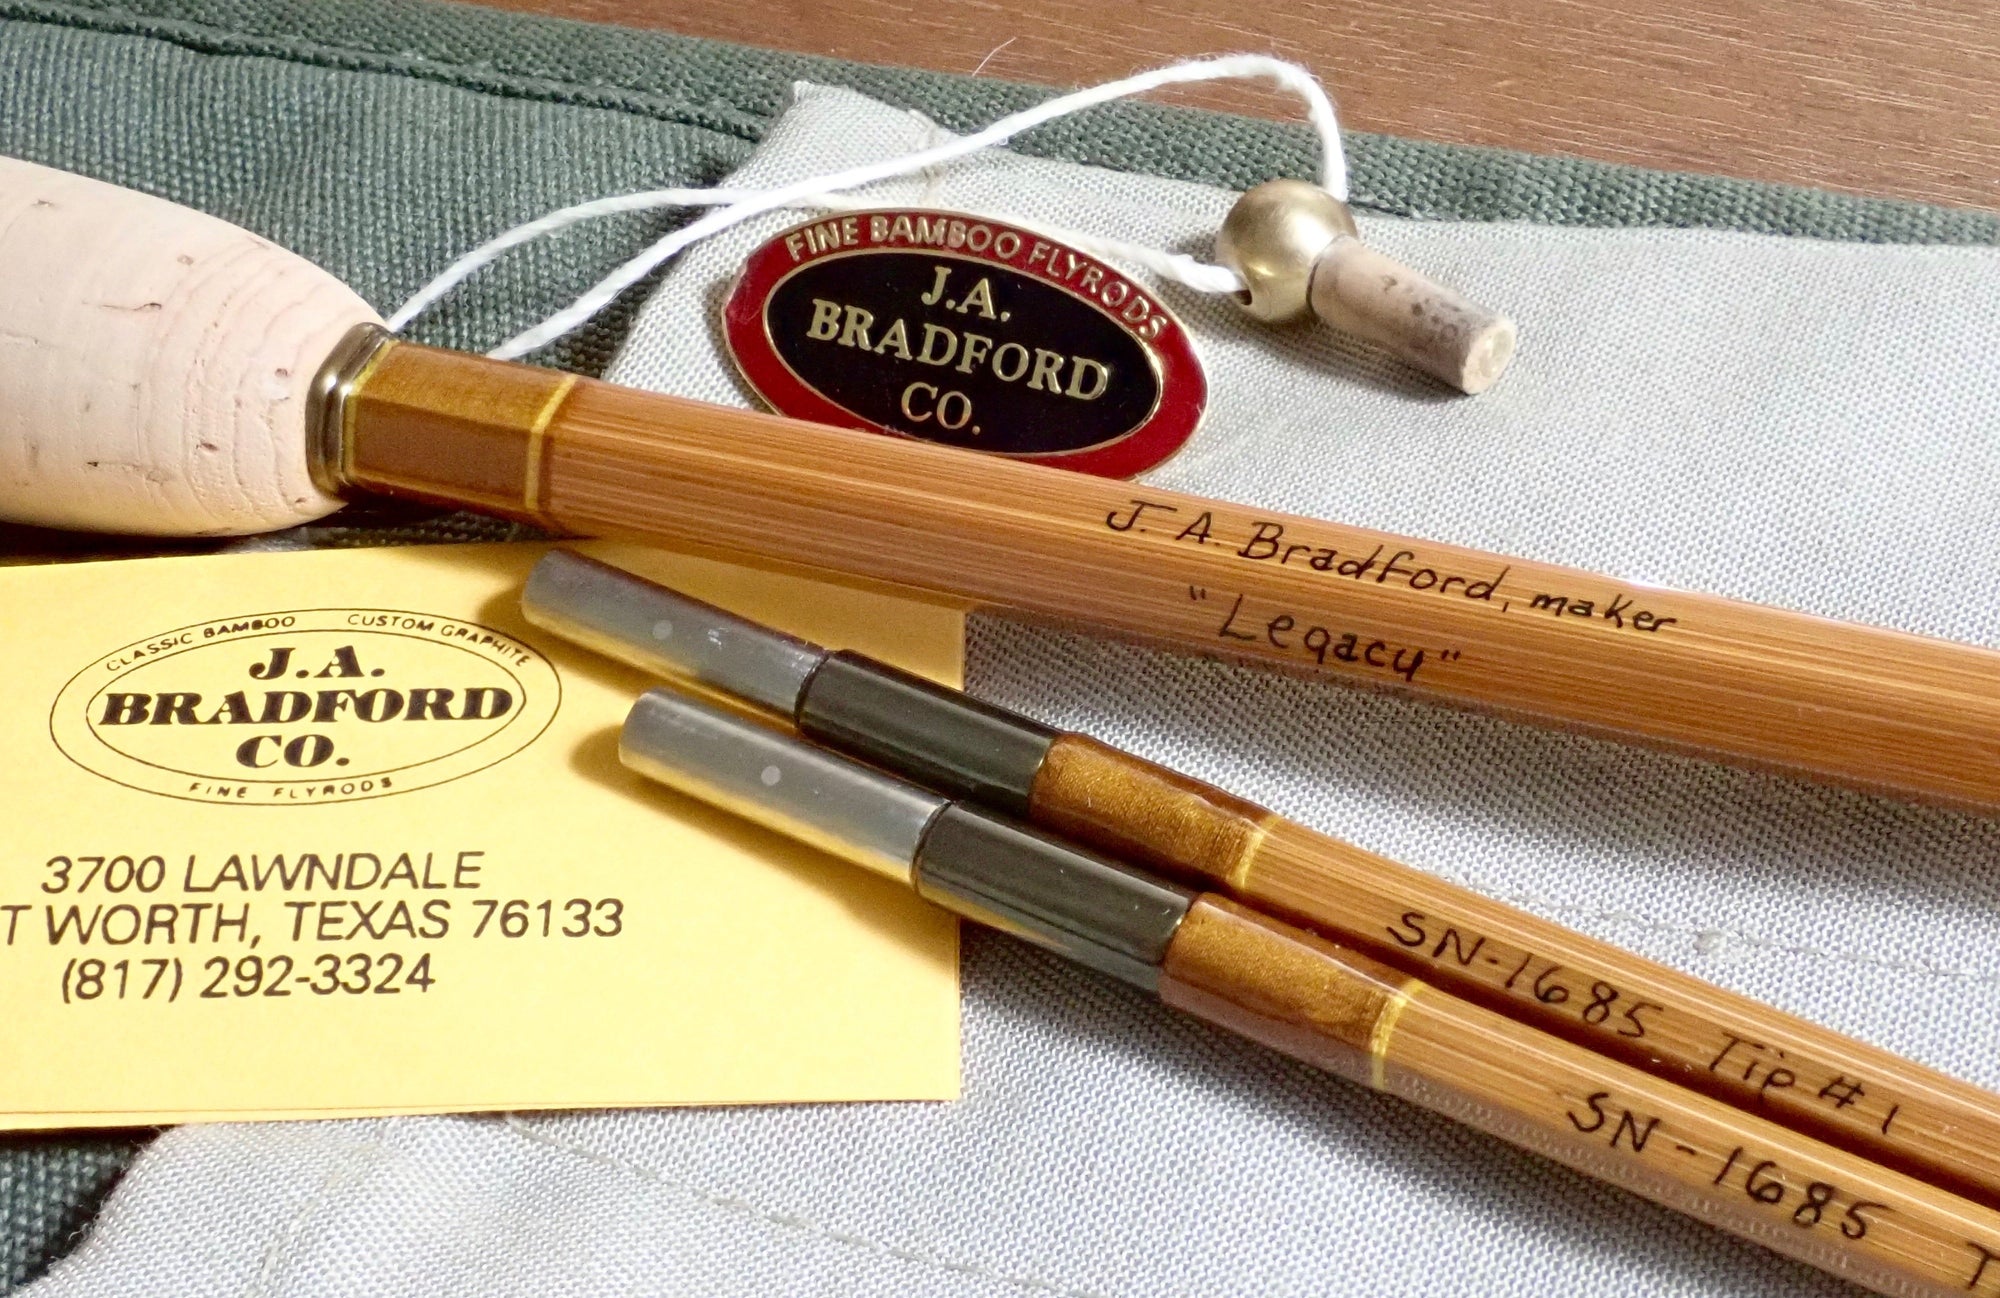 FINE BAMBOO FLYRODS
J.A.
BRADFORD
CO.
J. A. Bradford, maker
"Legacy"
CLASSIC BAMBOO CUSTOM GRAPHITE
J.A.
BRADFORD
CO.
FINE FLYRODS
3700 LAWNDALE
T WORTH, TEXAS 76133
(817) 292-3324
SN-1685 Tip #1
SN-1685 T